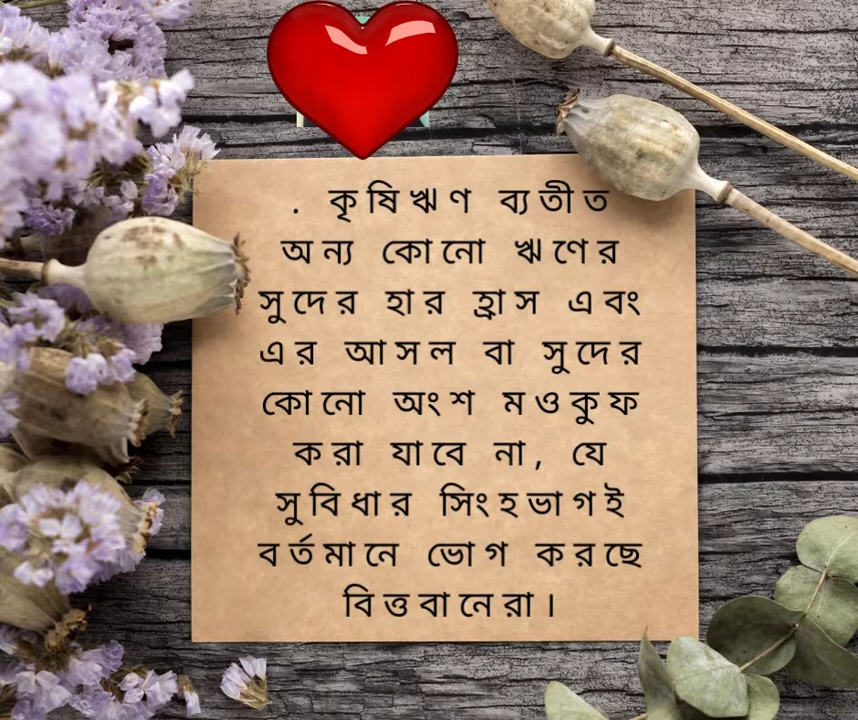 . কৃষিঋণ ব্যতীত
অন্য কোনো ঋণের
সুদের হার হ্রাস এবং
এর আসল বা সুদের
কোনো অংশ মওকুফ
করা যাবে না, যে
সুবিধার সিংহভাগই
বর্তমানে ভোগ করছে
বিত্তবানেরা।